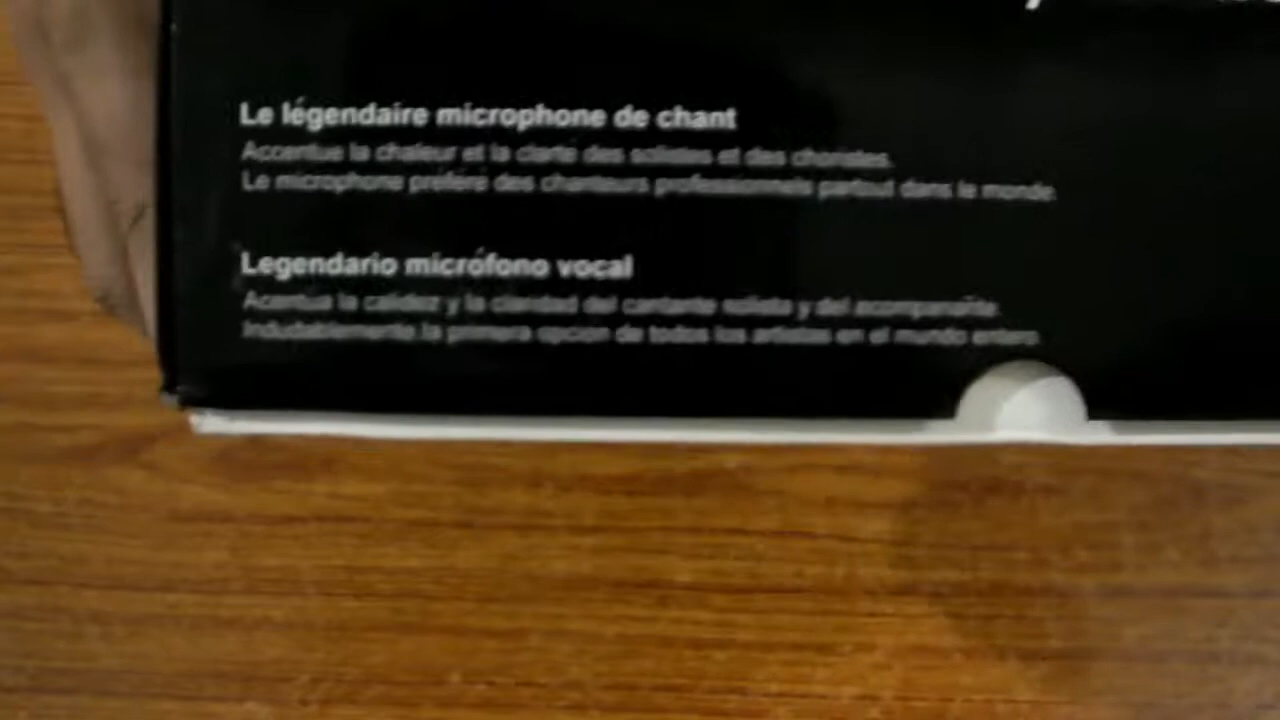 Le légendaire microphone de chant
Accentue la chaleur et la clarté des solistes et des choristes.
Le microphone préféré des chanteurs professionnels partout dans le monde.
Legendario micrófono vocal
Acentúa la calidez y la claridad del cantante solista y del acompañante.
Indudablemente la primera opción de todos los artistas en el mundo entero.